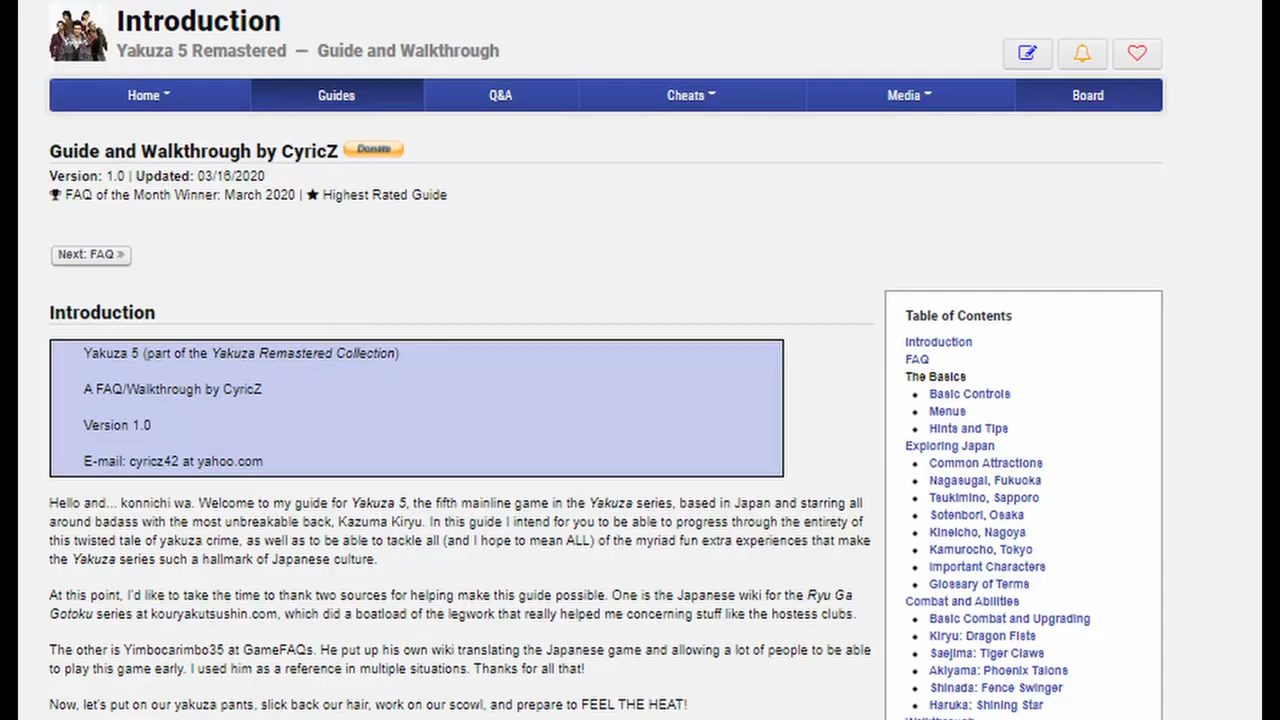 Introduction
Yakuza 5 Remastered — Guide and Walkthrough
Home
Guides
Q&A
Cheats
Media
Board
Guide and Walkthrough by CyricZ
Donate
Version: 1.0 | Updated: 03/16/2020
FAQ of the Month Winner: March 2020 | ★ Highest Rated Guide
Next: FAQ »
Introduction
Yakuza 5 (part of the Yakuza Remastered Collection)
A FAQ/Walkthrough by CyricZ
Version 1.0
E-mail: cyricz42 at yahoo.com
Hello and... konnichi wa. Welcome to my guide for Yakuza 5, the fifth mainline game in the Yakuza series, based in Japan and starring all
around badass with the most unbreakable back, Kazuma Kiryu. In this guide I intend for you to be able to progress through the entirety of
this twisted tale of yakuza crime, as well as to be able to tackle all (and I hope to mean ALL) of the myriad fun extra experiences that make
the Yakuza series such a hallmark of Japanese culture.
At this point, I'd like to take the time to thank two sources for helping make this guide possible. One is the Japanese wiki for the Ryu Ga
Gotoku series at kouryakutsushin.com, which did a boatload of the legwork that really helped me concerning stuff like the hostess clubs.
The other is Yimbocarimbo35 at GameFAQs. He put up his own wiki translating the Japanese game and allowing a lot of people to be able
to play this game early. I used him as a reference in multiple situations. Thanks for all that!
Now, let's put on our yakuza pants, slick back our hair, work on our scowl, and prepare to FEEL THE HEAT!
Table of Contents
Introduction
FAQ
The Basics
Basic Controls
Menus
Hints and Tips
Exploring Japan
Common Attractions
Nagasugai, Fukuoka
Tsukimino, Sapporo
Sotenbori, Osaka
Kineicho, Nagoya
Kamurocho, Tokyo
Important Characters
Glossary of Terms
Combat and Abilities
Basic Combat and Upgrading
Kiryu: Dragon Fists
Saejima: Tiger Claws
Akiyama: Phoenix Talons
Shinada: Fence Swinger
Haruka: Shining Star